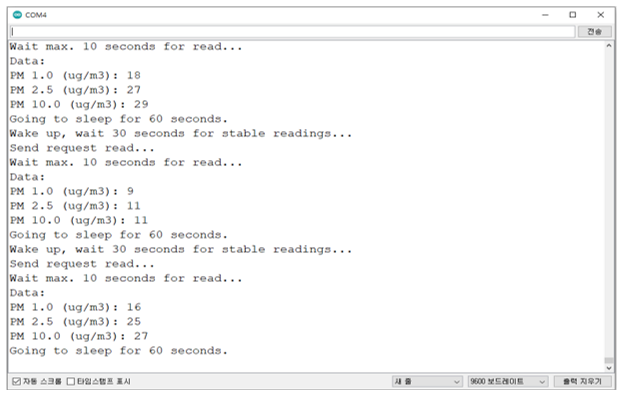 COM4
전송
Wait max. 10 seconds for read...
Data:
PM 1.0 (ug/m3): 18
PM 2.5 (ug/m3): 27
PM 10.0 (ug/m3): 29
Going to sleep for 60 seconds.
Wake up, wait 30 seconds for stable readings...
Send request read...
Wait max. 10 seconds for read...
Data:
PM 1.0 (ug/m3): 9
PM 2.5 (ug/m3): 11
PM 10.0 (ug/m3): 11
Going to sleep for 60 seconds.
Wake up, wait 30 seconds for stable readings...
Send request read...
Wait max. 10 seconds for read...
Data:
PM 1.0 (ug/m3): 16
PM 2.5 (ug/m3): 25
PM 10.0 (ug/m3): 27
Going to sleep for 60 seconds.
자동 스크롤 타임스탬프 표시 새 줄 9600 보드레이트 출력 지우기